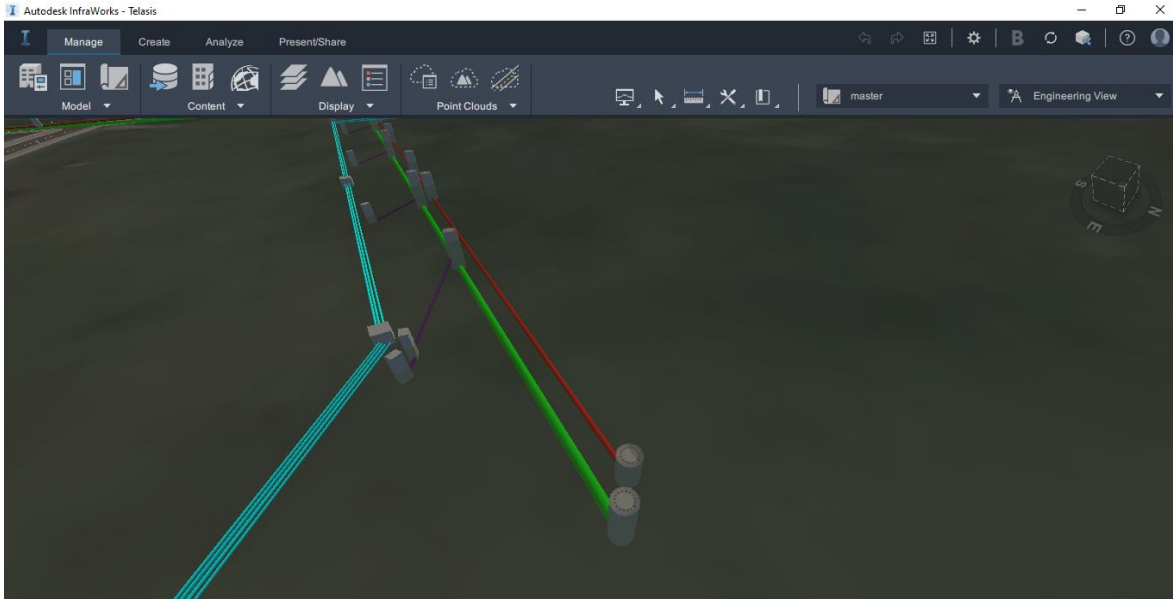 Autodesk InfraWorks - Telasis
Manage Create Analyze Present/Share
Model Content Display Point Clouds
master Engineering View
S N
E